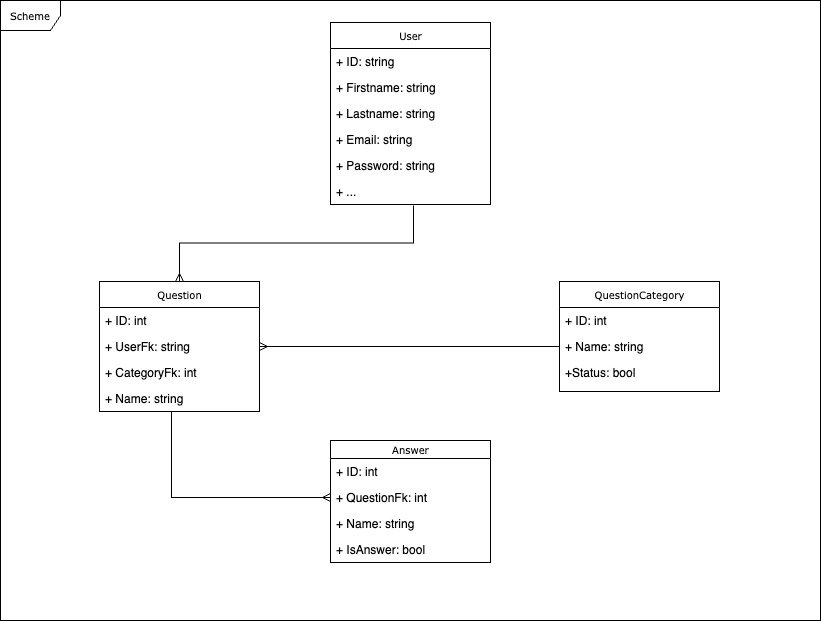 Scheme
User
+ ID: string
+ Firstname: string
+ Lastname: string
+ Email: string
+ Password: string
+ ...
Question
+ ID: int
+ UserFk: string
+ CategoryFk: int
+ Name: string
QuestionCategory
+ ID: int
+ Name: string
+Status: bool
Answer
+ ID: int
+ QuestionFk: int
+ Name: string
+ IsAnswer: bool